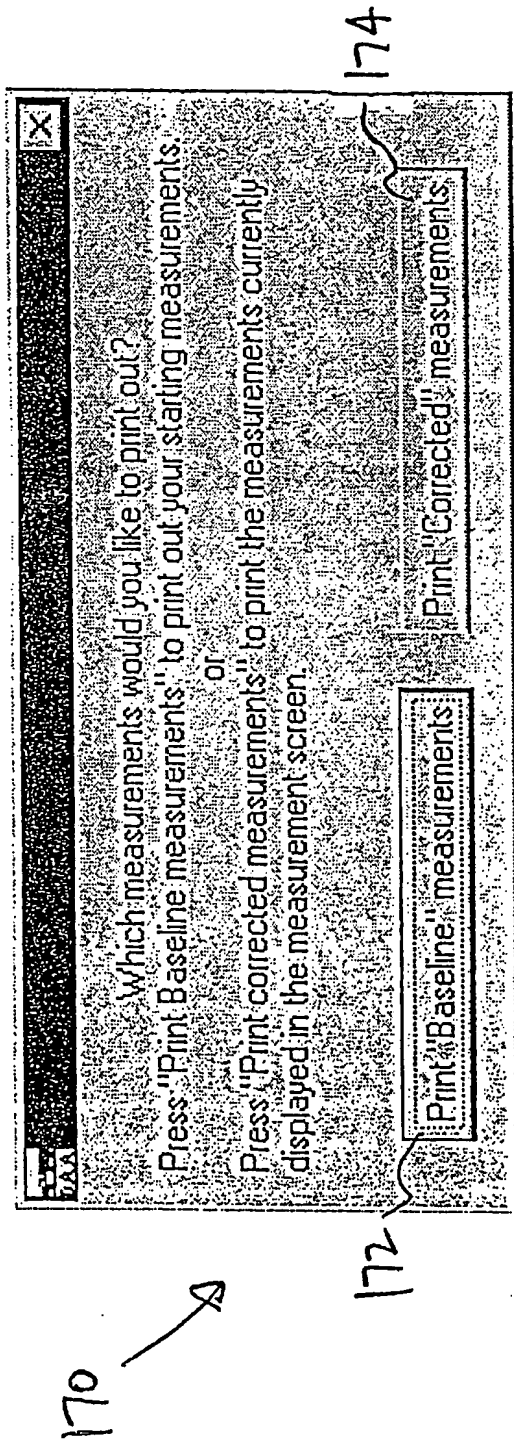 Which measurements would you like to print out?
Press "Print Baseline measurements" to print out your starting measurements.
or
Press "Print corrected measurements" to print the measurements currently
displayed in the measurement screen.
Print "Baseline" measurements
Print "Corrected" measurements
170
172
174